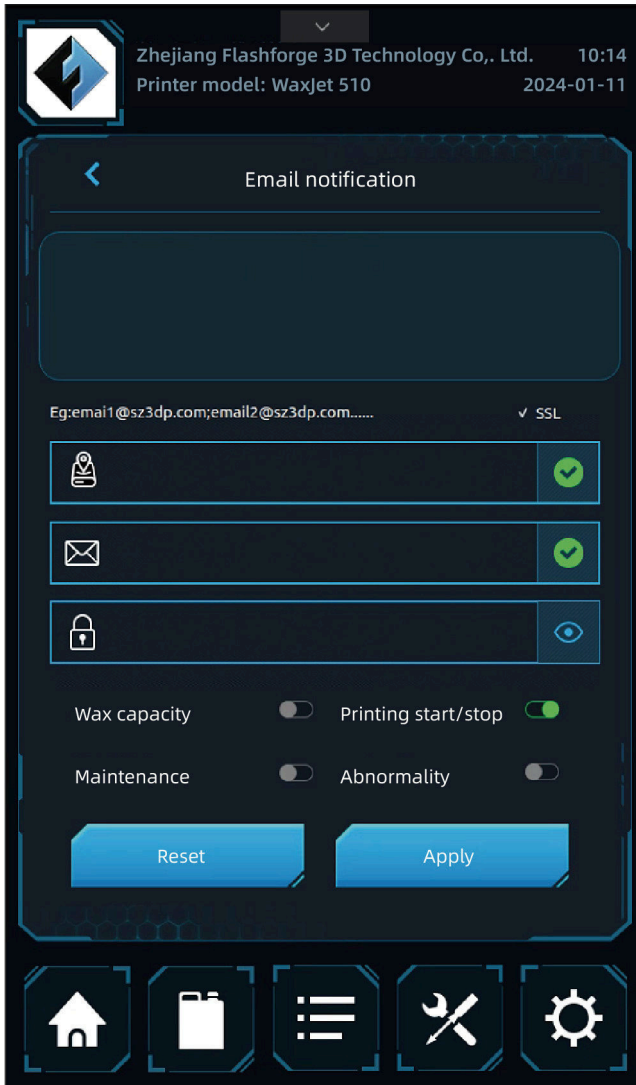 Zhejiang Flashforge 3D Technology Co,. Ltd. 10:14
Printer model: WaxJet 510 2024-01-11
Email notification
Eg:emai1@sz3dp.com;email2@sz3dp.com...... ✓ SSL
Wax capacity Printing start/stop
Maintenance Abnormality
Reset Apply